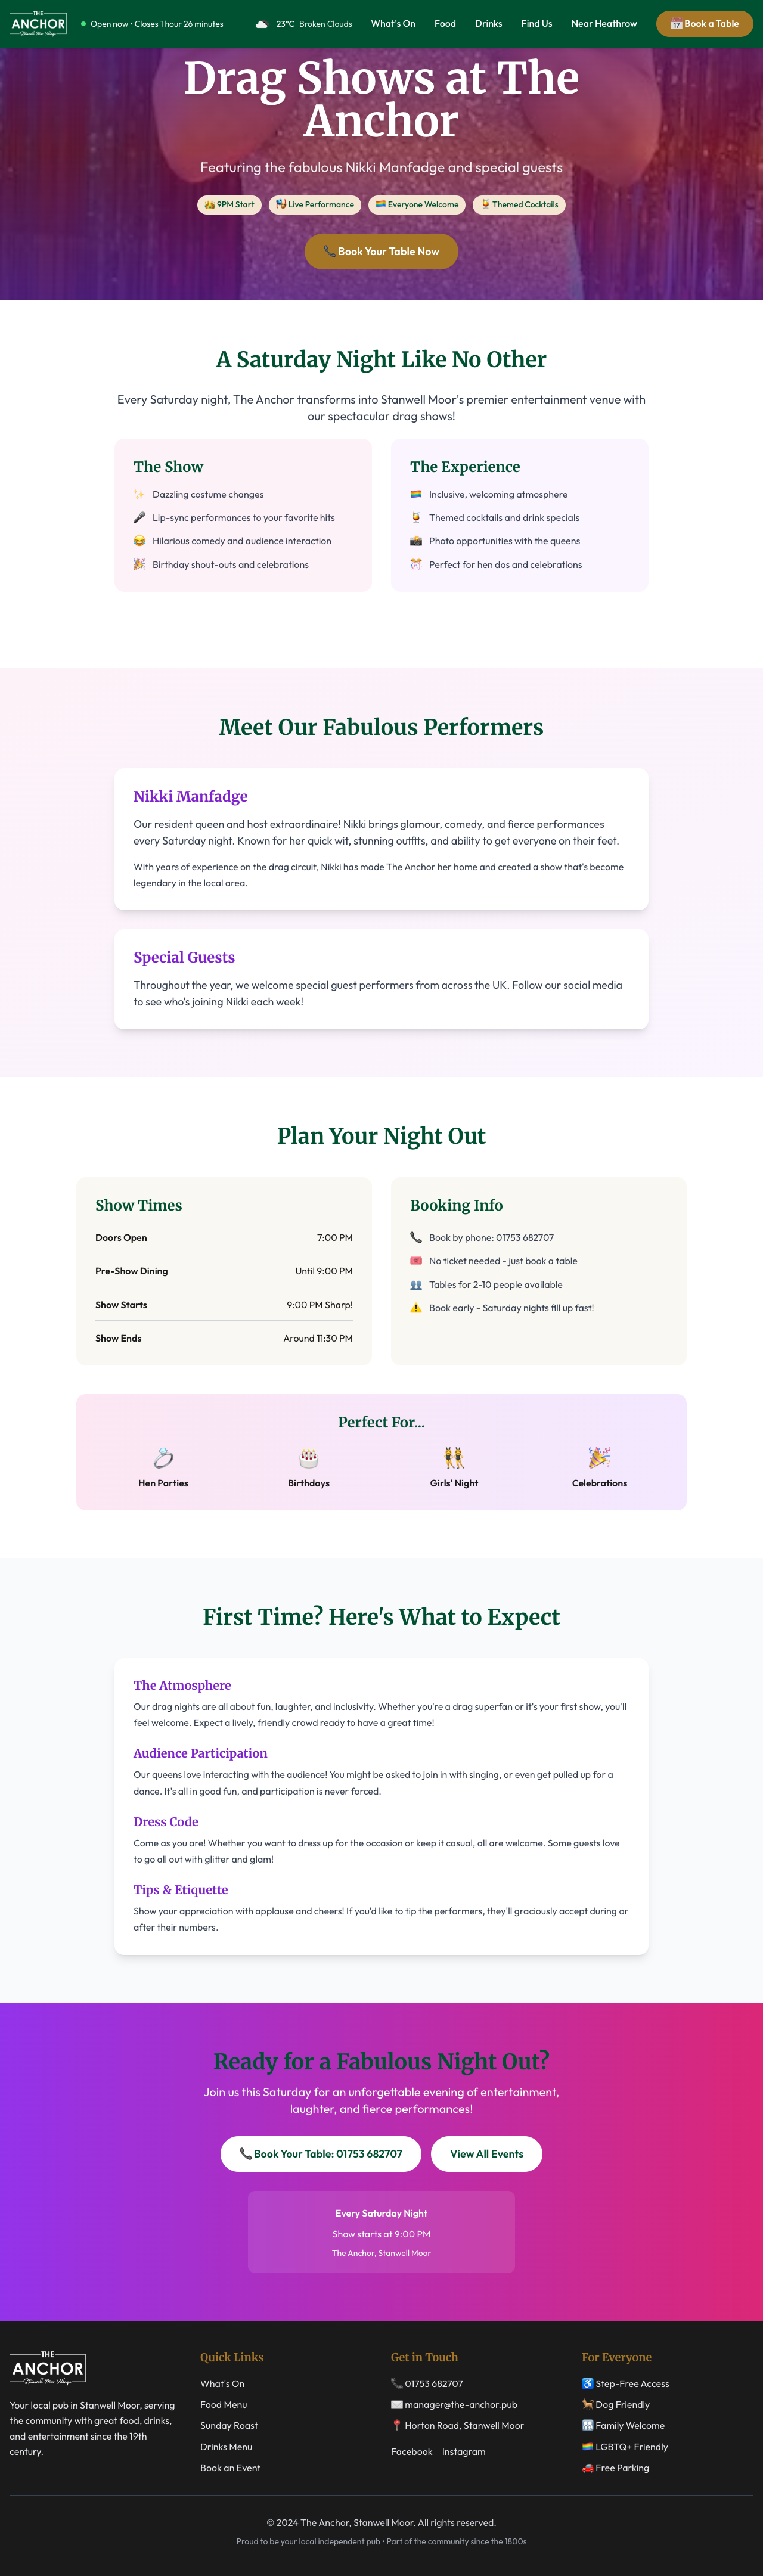 THE
ANCHOR
Stanwell Moor Village
Open now • Closes 1 hour 26 minutes
23°C Broken Clouds
What's On
Food
Drinks
Find Us
Near Heathrow
Book a Table
Drag Shows at The
Anchor
Featuring the fabulous Nikki Manfadge and special guests
9PM Start
Live Performance
Everyone Welcome
Themed Cocktails
Book Your Table Now
A Saturday Night Like No Other
Every Saturday night, The Anchor transforms into Stanwell Moor's premier entertainment venue with
our spectacular drag shows!
The Show
Dazzling costume changes
Lip-sync performances to your favorite hits
Hilarious comedy and audience interaction
Birthday shout-outs and celebrations
The Experience
Inclusive, welcoming atmosphere
Themed cocktails and drink specials
Photo opportunities with the queens
Perfect for hen dos and celebrations
Meet Our Fabulous Performers
Nikki Manfadge
Our resident queen and host extraordinaire! Nikki brings glamour, comedy, and fierce performances
every Saturday night. Known for her quick wit, stunning outfits, and ability to get everyone on their feet.
With years of experience on the drag circuit, Nikki has made The Anchor her home and created a show that's become
legendary in the local area.
Special Guests
Throughout the year, we welcome special guest performers from across the UK. Follow our social media
to see who's joining Nikki each week!
Plan Your Night Out
Show Times
Doors Open 7:00 PM
Pre-Show Dining Until 9:00 PM
Show Starts 9:00 PM Sharp!
Show Ends Around 11:30 PM
Booking Info
Book by phone: 01753 682707
No ticket needed - just book a table
Tables for 2-10 people available
Book early - Saturday nights fill up fast!
Perfect For...
Hen Parties
Birthdays
Girls' Night
Celebrations
First Time? Here's What to Expect
The Atmosphere
Our drag nights are all about fun, laughter, and inclusivity. Whether you're a drag superfan or it's your first show, you'll
feel welcome. Expect a lively, friendly crowd ready to have a great time!
Audience Participation
Our queens love interacting with the audience! You might be asked to join in with singing, or even get pulled up for a
dance. It's all in good fun, and participation is never forced.
Dress Code
Come as you are! Whether you want to dress up for the occasion or keep it casual, all are welcome. Some guests love
to go all out with glitter and glam!
Tips & Etiquette
Show your appreciation with applause and cheers! If you'd like to tip the performers, they'll graciously accept during or
after their numbers.
Ready for a Fabulous Night Out?
Join us this Saturday for an unforgettable evening of entertainment,
laughter, and fierce performances!
Book Your Table: 01753 682707
View All Events
Every Saturday Night
Show starts at 9:00 PM
The Anchor, Stanwell Moor
THE
ANCHOR
Stanwell Moor Village
Your local pub in Stanwell Moor, serving
the community with great food, drinks,
and entertainment since the 19th
century.
Quick Links
What's On
Food Menu
Sunday Roast
Drinks Menu
Book an Event
Get in Touch
01753 682707
manager@the-anchor.pub
Horton Road, Stanwell Moor
Facebook Instagram
For Everyone
Step-Free Access
Dog Friendly
Family Welcome
LGBTQ+ Friendly
Free Parking
© 2024 The Anchor, Stanwell Moor. All rights reserved.
Proud to be your local independent pub • Part of the community since the 1800s